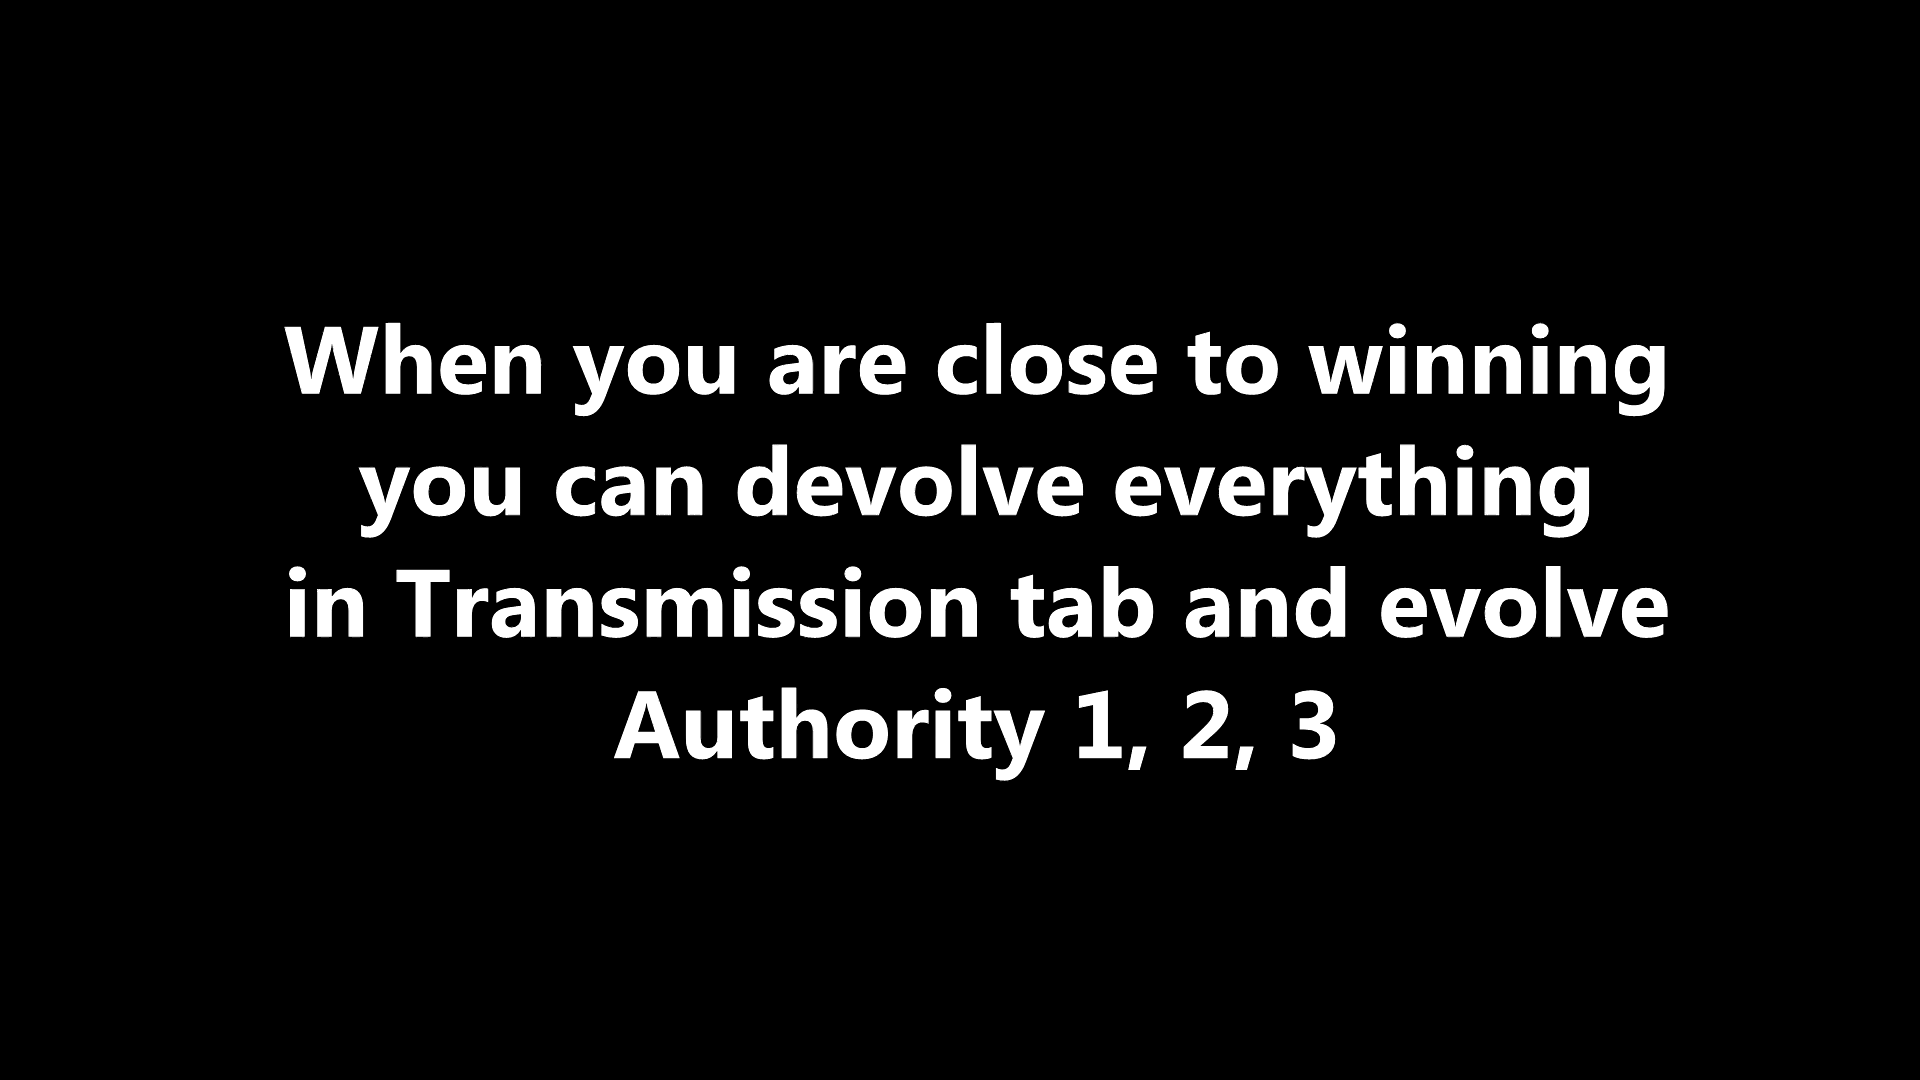 When you are close to winning
you can devolve everything
in Transmission tab and evolve
Authority 1, 2, 3